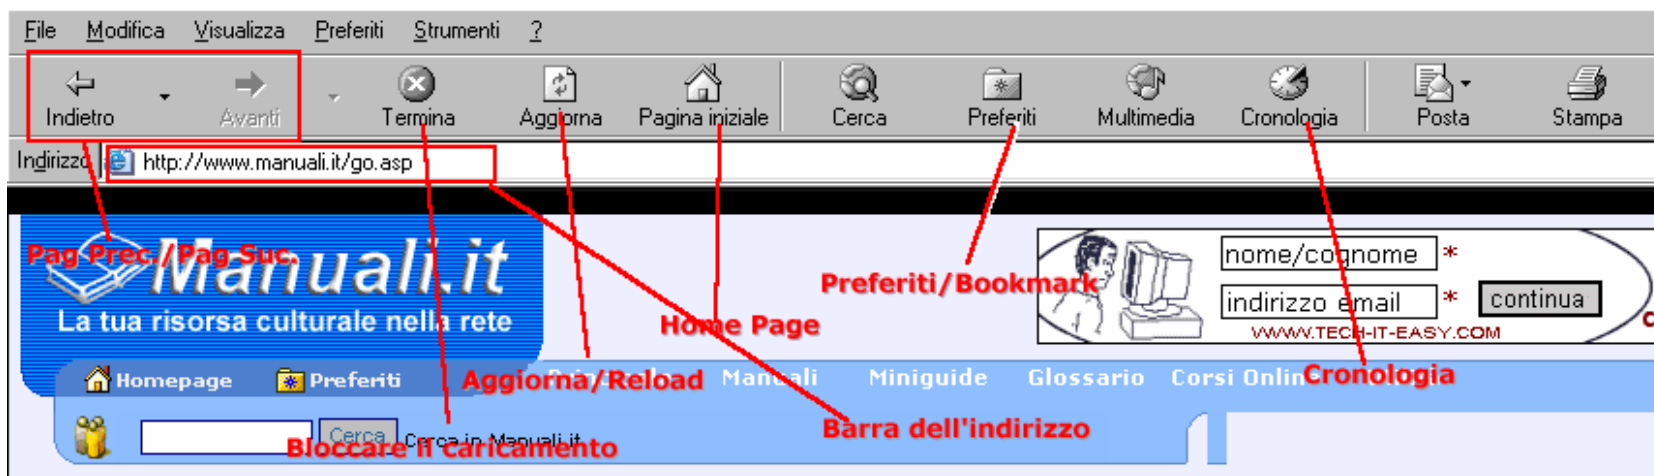 File Modifica Visualizza Preferiti Strumenti ?
Indietro Avanti Termina Aggiorna Pagina iniziale Cerca Preferiti Multimedia Cronologia Posta Stampa
Indirizzo http://www.manuali.it/go.asp
Pag Prec./Pag Suc.
Manuali.it
La tua risorsa culturale nella rete
nome/cognome *
indirizzo email * continua
WWW.TECH-IT-EASY.COM
Preferiti/Bookmark
Home Page
Homepage Preferiti Manuali Miniguide Glossario Corsi Online
Aggiorna/Reload
Cronologia
Cerca Cerca in Manuali.it
Barra dell'indirizzo
Bloccare il caricamento